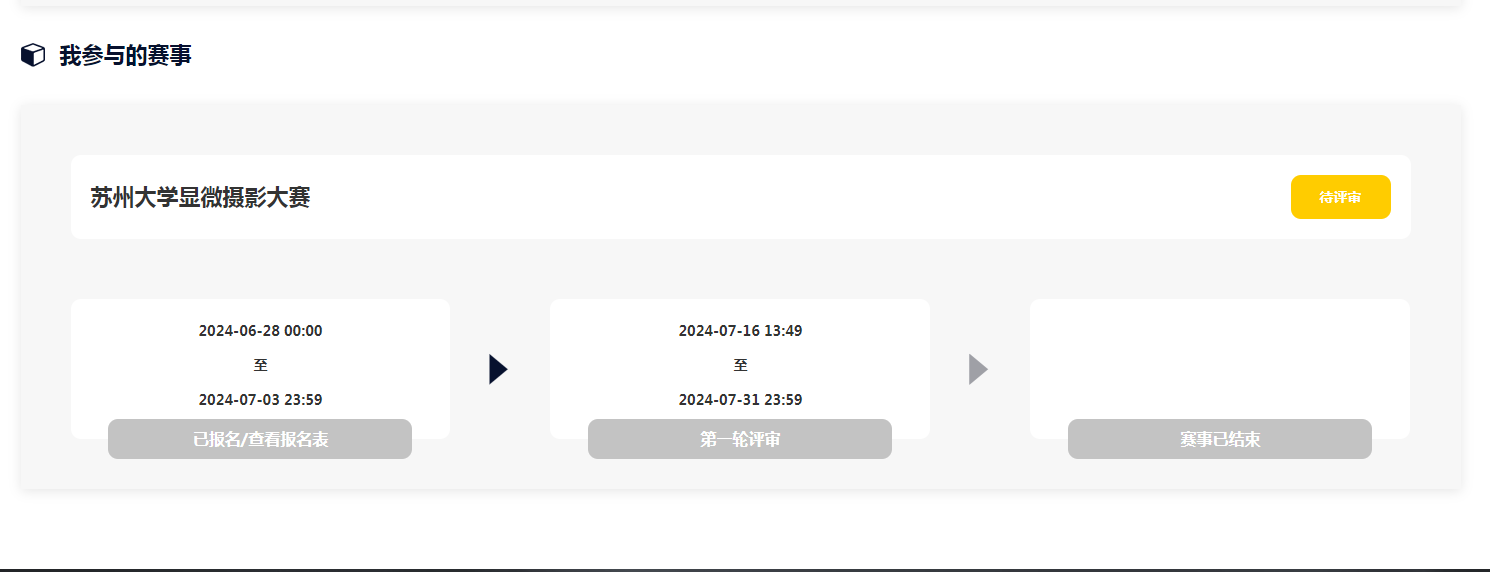 我参与的赛事
苏州大学显微摄影大赛
待评审
2024-06-28 00:00
至
2024-07-03 23:59
已报名/查看报名表
2024-07-16 13:49
至
2024-07-31 23:59
第一轮评审
赛事已结束